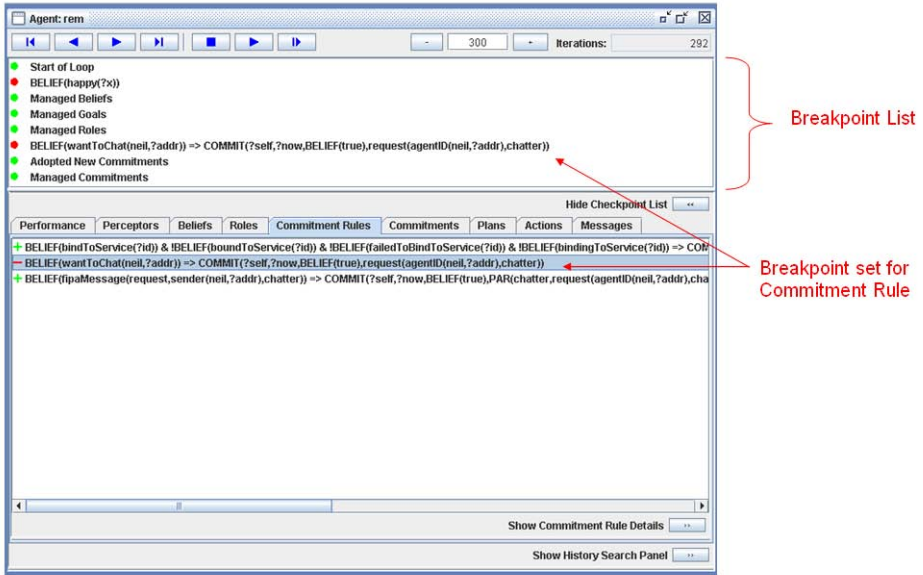 Agent: rem
- 300 + Iterations: 292
Start of Loop
BELIEF(happy(?x))
Managed Beliefs
Managed Goals
Managed Roles
BELIEF(wantToChat(neil,?addr)) => COMMIT(?self,?now,BELIEF(true),request(agentID(neil,?addr),chatter))
Adopted New Commitments
Managed Commitments
Breakpoint List
Hide Checkpoint List
Performance Perceptors Beliefs Roles Commitment Rules Commitments Plans Actions Messages
+ BELIEF(bindToService(?id)) & !BELIEF(boundToService(?id)) & !BELIEF(failedToBindToService(?id)) & !BELIEF(bindingToService(?id)) => COM
- BELIEF(wantToChat(neil,?addr)) => COMMIT(?self,?now,BELIEF(true),request(agentID(neil,?addr),chatter))
+ BELIEF(fipaMessage(request,sender(neil,?addr),chatter)) => COMMIT(?self,?now,BELIEF(true),PAR(chatter,request(agentID(neil,?addr),cha
Breakpoint set for
Commitment Rule
Show Commitment Rule Details
Show History Search Panel